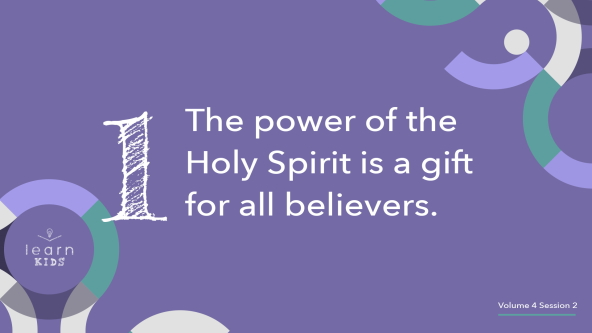 1
The power of the
Holy Spirit is a gift
for all believers.
learn
KIDS
Volume 4 Session 2